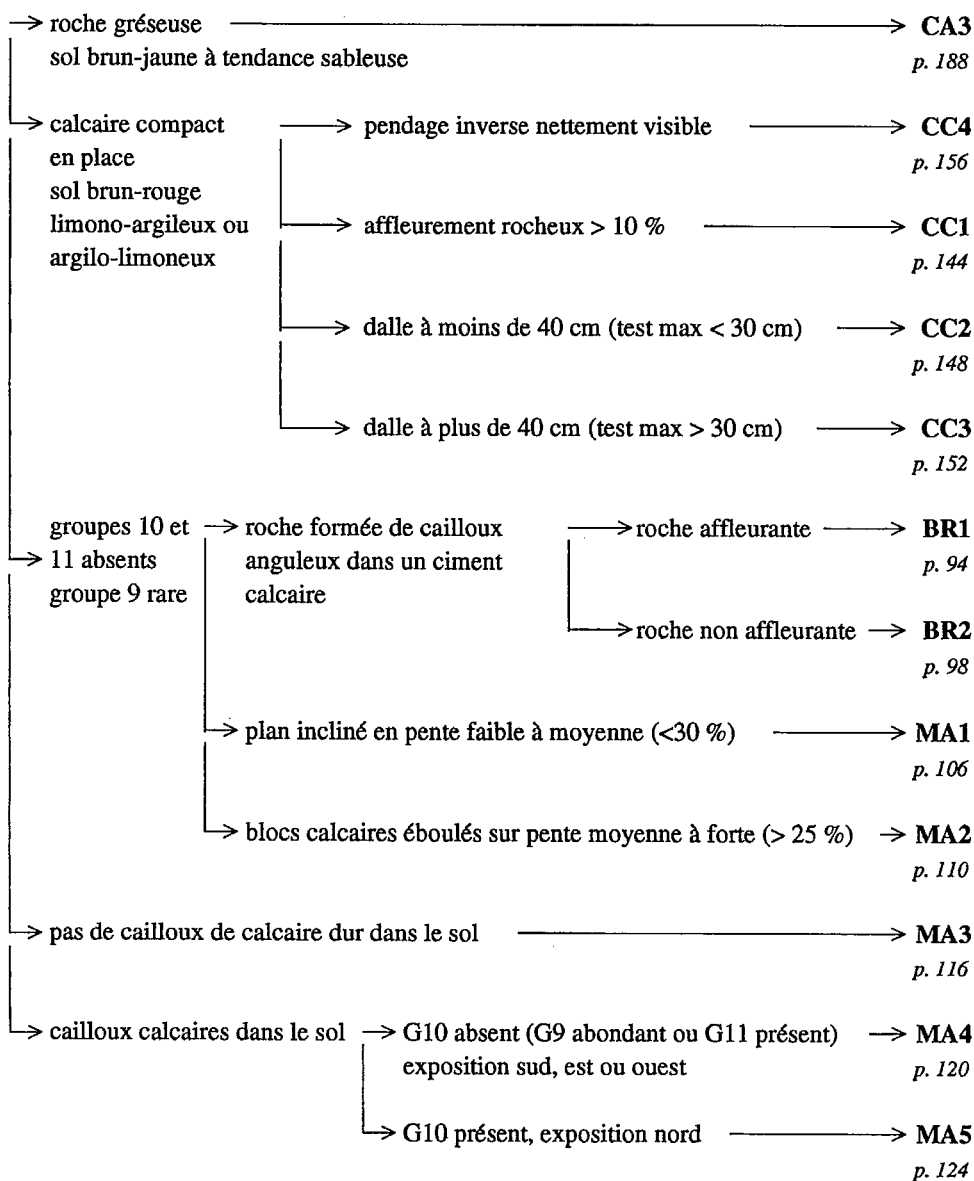 roche gréseuse CA3
sol brun-jaune à tendance sableuse p. 188
calcaire compact pendage inverse nettement visible CC4
en place p. 156
sol brun-rouge
limono-argileux ou affleurement rocheux > 10 % CC1
argilo-limoneux p. 144
dalle à moins de 40 cm (test max < 30 cm) CC2
p. 148
dalle à plus de 40 cm (test max > 30 cm) CC3
p. 152
groupes 10 et roche formée de cailloux roche affleurante BR1
11 absents anguleux dans un ciment p. 94
groupe 9 rare calcaire
roche non affleurante BR2
p. 98
plan incliné en pente faible à moyenne (<30 %) MA1
p. 106
blocs calcaires éboulés sur pente moyenne à forte (> 25 %) MA2
p. 110
pas de cailloux de calcaire dur dans le sol MA3
p. 116
cailloux calcaires dans le sol G10 absent (G9 abondant ou G11 présent) MA4
exposition sud, est ou ouest p. 120
G10 présent, exposition nord MA5
p. 124